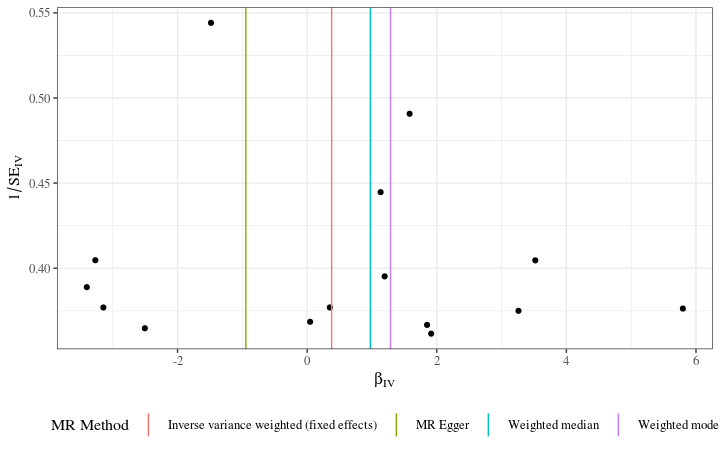 0.55
0.50
0.45
0.40
1/SE_IV
-2 0 2 4 6
β_IV
MR Method Inverse variance weighted (fixed effects) MR Egger Weighted median Weighted mode